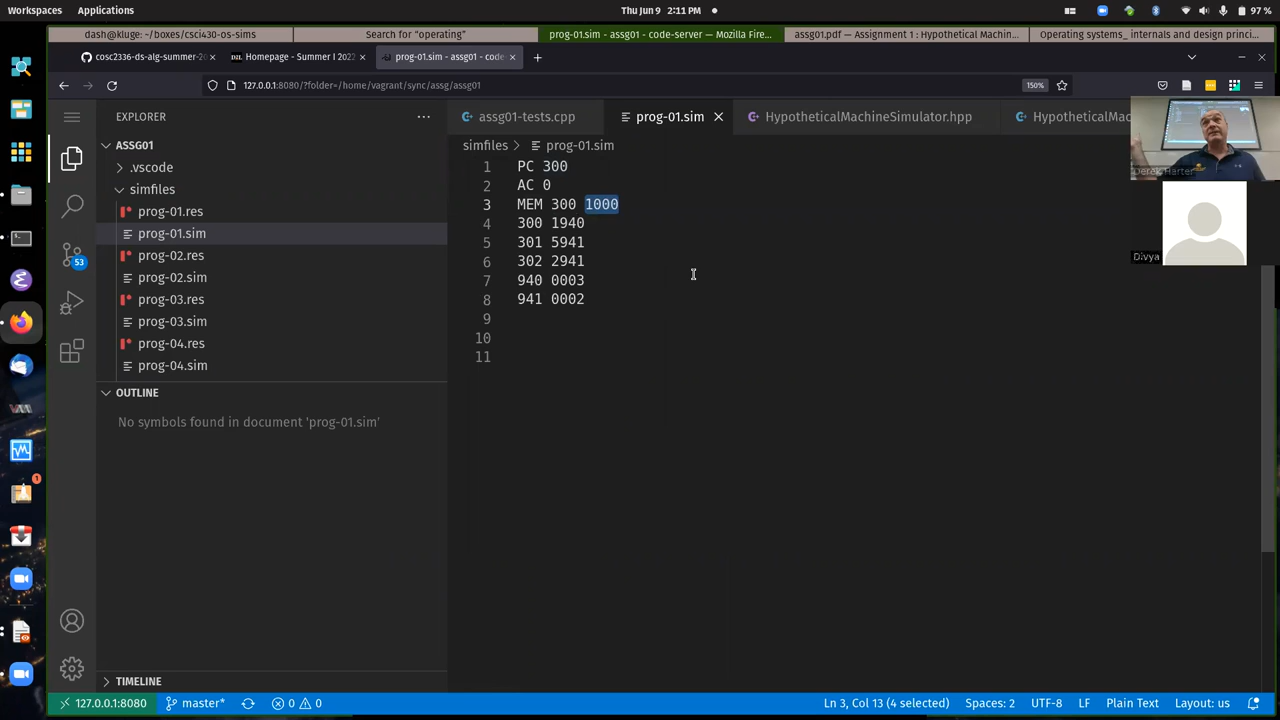 Workspaces Applications Thu Jun 9 2:11 PM 97 %
dash@kluge: ~/boxes/csci430-os-sims Search for "operating" prog-01.sim - assg01 - code-server — Mozilla Fire... assg01.pdf — Assignment 1 : Hypothetical Machin... Operating systems_ internals and design princi...
cosc2336-ds-alg-summer-2 Homepage - Summer I 2022 prog-01.sim - assg01 - code-
127.0.0.1:8080/?folder=/home/vagrant/sync/assg/assg01 150%
EXPLORER
assg01-tests.cpp prog-01.sim HypotheticalMachineSimulator.hpp HypotheticalMac
Derek Harter
Divya
ASSG01
.vscode
simfiles
prog-01.res
prog-01.sim
prog-02.res
prog-02.sim
prog-03.res
prog-03.sim
prog-04.res
prog-04.sim
simfiles > prog-01.sim
1 PC 300
2 AC 0
3 MEM 300 1000
4 300 1940
5 301 5941
6 302 2941
7 940 0003
8 941 0002
9
10
11
53
1
OUTLINE
No symbols found in document 'prog-01.sim'
TIMELINE
127.0.0.1:8080 master* 0 0 Ln 3, Col 13 (4 selected) Spaces: 2 UTF-8 LF Plain Text Layout: us